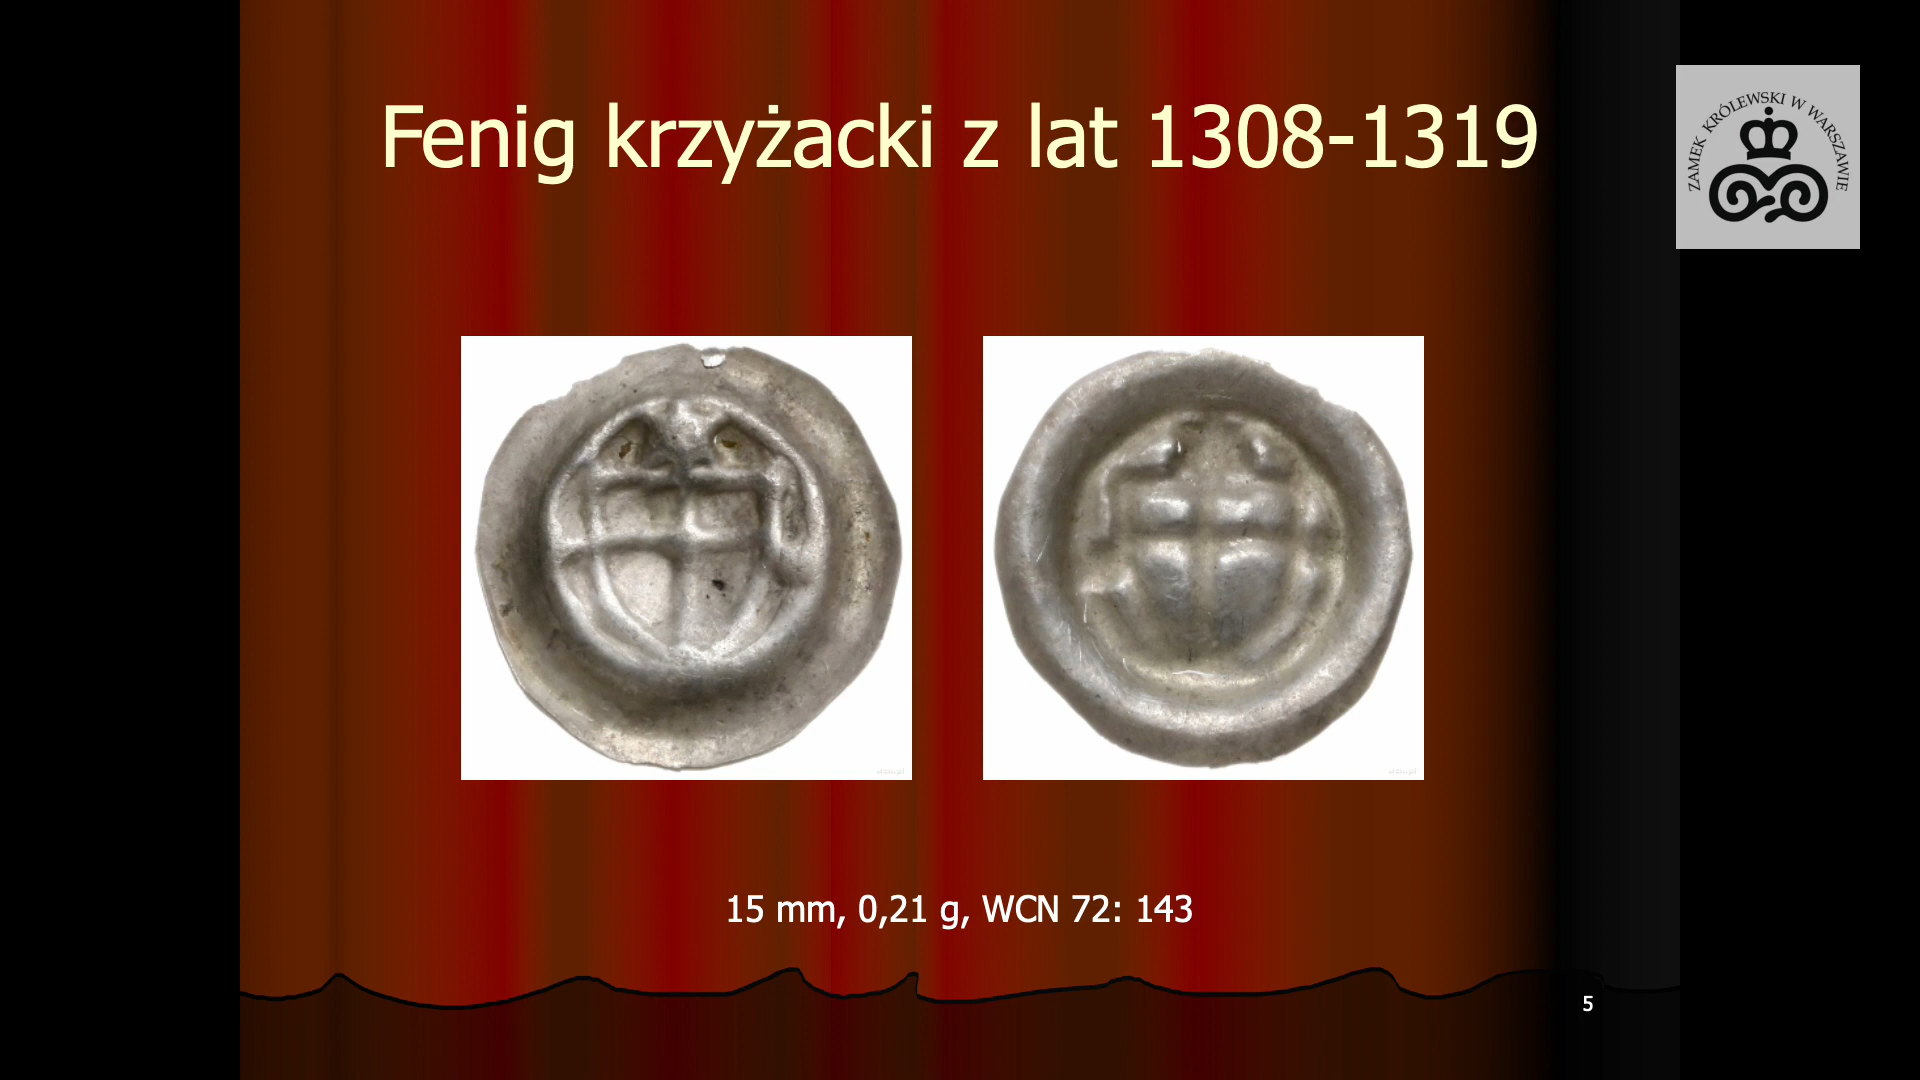 Fenig krzyżacki z lat 1308-1319
ZAMEK KRÓLEWSKI W WARSZAWIE
15 mm, 0,21 g, WCN 72: 143
5